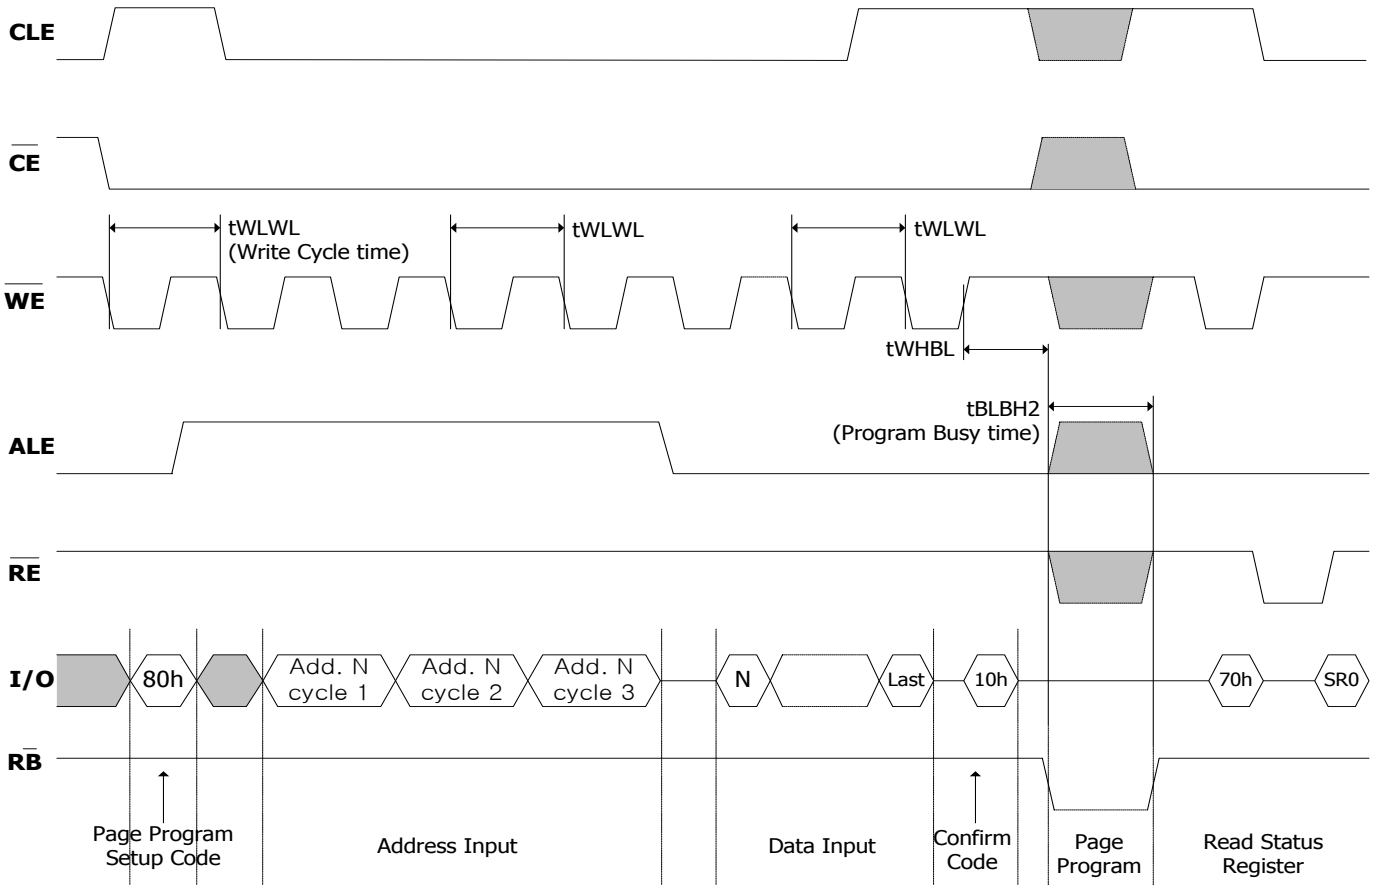 CLE
CE
tWLWL
(Write Cycle time)
tWLWL
tWLWL
WE
tWHBL
tBLBH2
(Program Busy time)
ALE
RE
I/O
80h
Add. N
cycle 1
Add. N
cycle 2
Add. N
cycle 3
N
Last
10h
70h
SR0
RB
Page Program
Setup Code
Address Input
Data Input
Confirm
Code
Page
Program
Read Status
Register